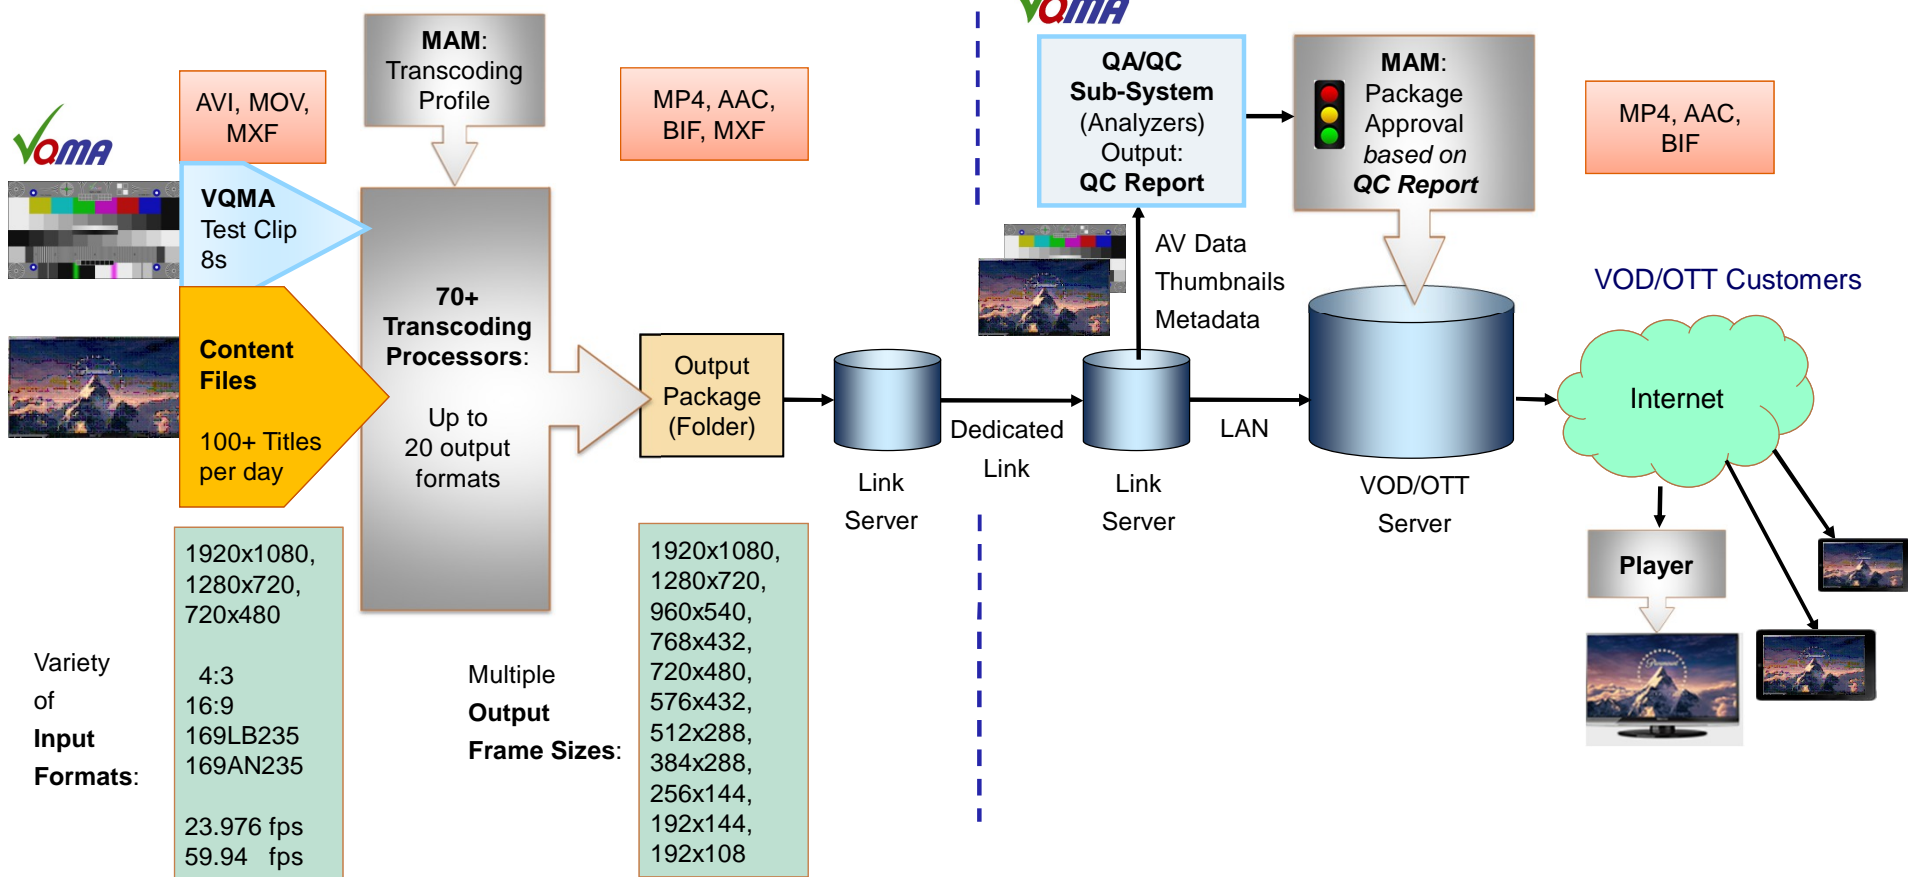 VQMA
AVI, MOV,
MXF
MAM:
Transcoding
Profile
MP4, AAC,
BIF, MXF
VQMA
Test Clip
8s
Content
Files
100+ Titles
per day
70+
Transcoding
Processors:
Up to
20 output
formats
Output
Package
(Folder)
Link
Server
Dedicated
Link
Link
Server
LAN
VQMA
QA/QC
Sub-System
(Analyzers)
Output:
QC Report
MAM:
Package
Approval
based on
QC Report
MP4, AAC,
BIF
AV Data
Thumbnails
Metadata
VOD/OTT
Server
VOD/OTT Customers
Internet
Player
Paramount
Variety
of
Input
Formats:
1920x1080,
1280x720,
720x480
4:3
16:9
169LB235
169AN235
23.976 fps
59.94 fps
Multiple
Output
Frame Sizes:
1920x1080,
1280x720,
960x540,
768x432,
720x480,
576x432,
512x288,
384x288,
256x144,
192x144,
192x108